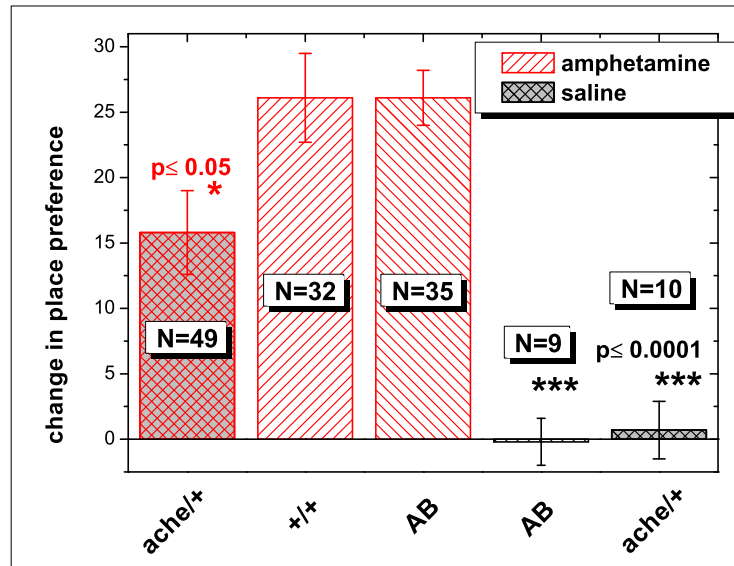 change in place preference
30
25
20
15
10
5
0
amphetamine
saline
p≤ 0.05
*
N=49
N=32
N=35
N=9
***
N=10
p≤ 0.0001
***
ache/+
+/+
AB
AB
ache/+